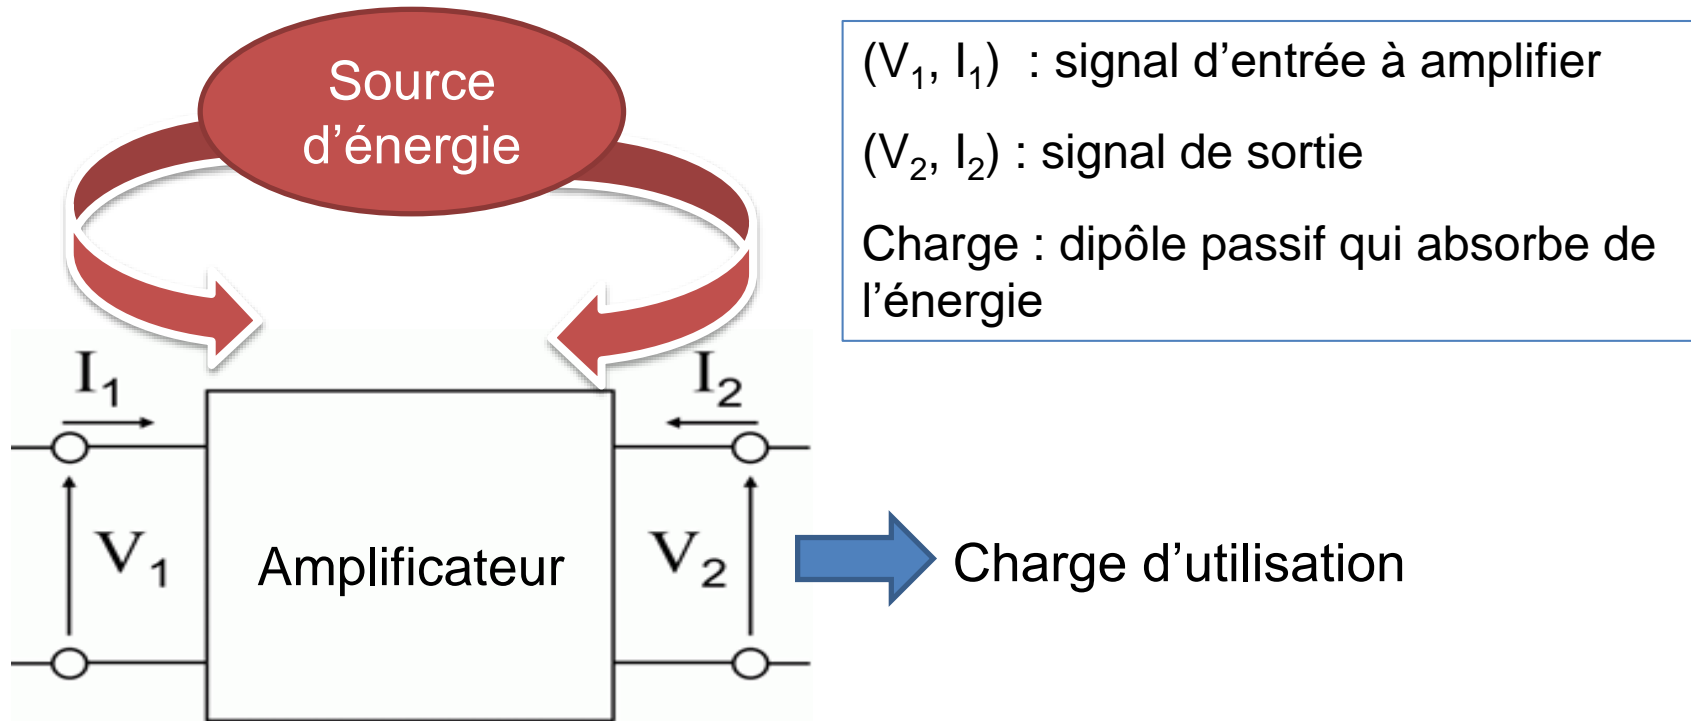 Source
d’énergie
(V₁, I₁) : signal d’entrée à amplifier
(V₂, I₂) : signal de sortie
Charge : dipôle passif qui absorbe de
l’énergie
I₁
I₂
V₁
Amplificateur
V₂
Charge d’utilisation